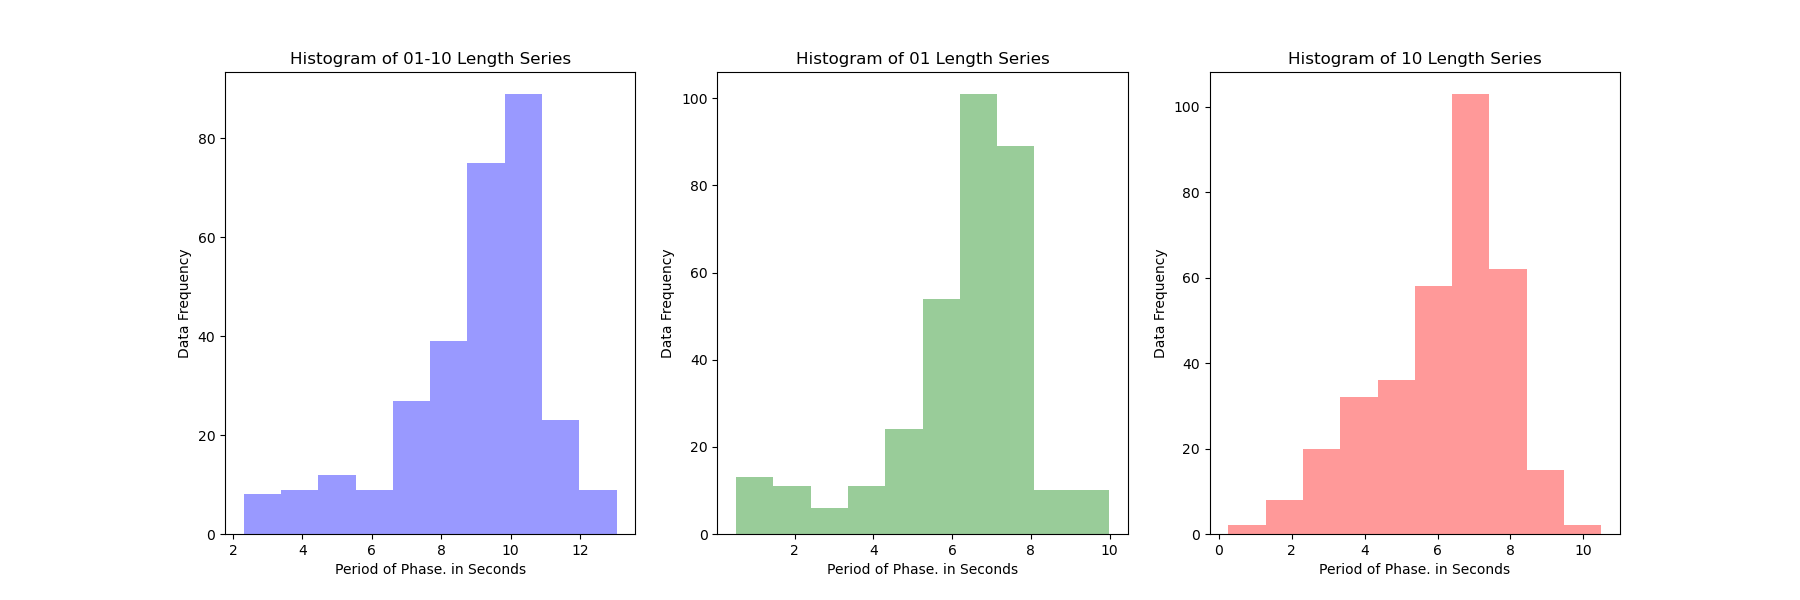 Histogram of 01-10 Length Series
Data Frequency
80
60
40
20
0
2 4 6 8 10 12
Period of Phase. in Seconds
Histogram of 01 Length Series
Data Frequency
100
80
60
40
20
0
2 4 6 8 10
Period of Phase. in Seconds
Histogram of 10 Length Series
Data Frequency
100
80
60
40
20
0
0 2 4 6 8 10
Period of Phase. in Seconds